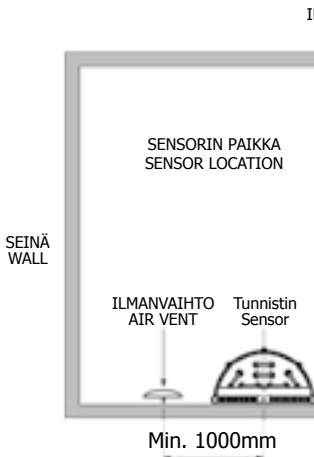 SENSORIN PAIKKA
SENSOR LOCATION
SEINÄ
WALL
ILMANVAIHTO
AIR VENT
Tunnistin
Sensor
Min. 1000mm